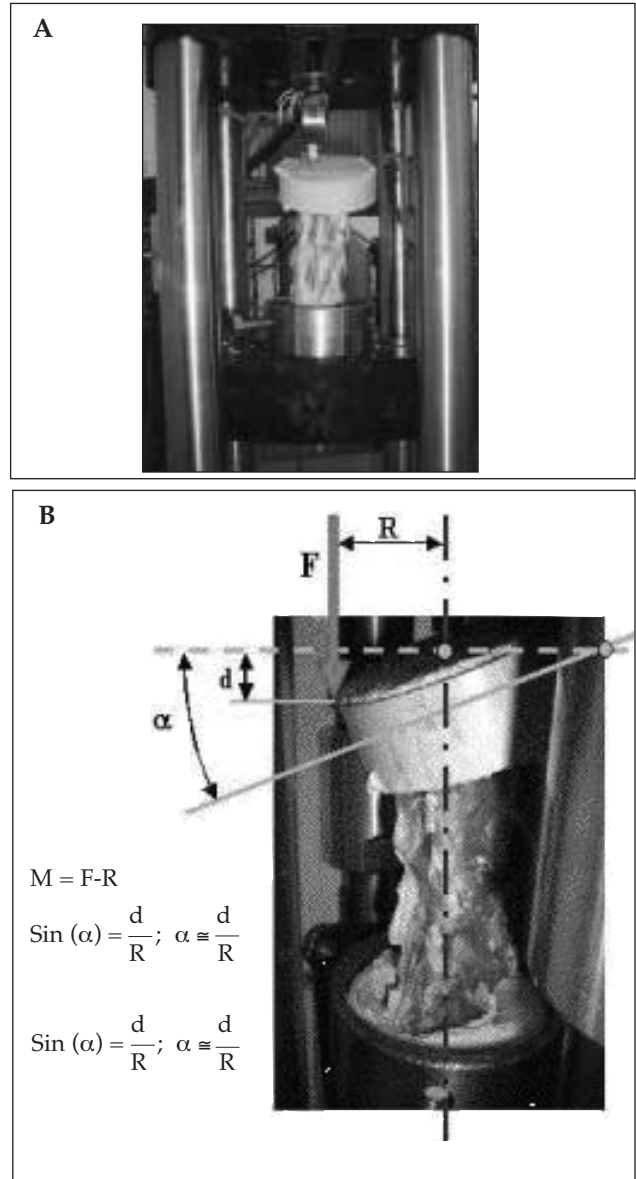 A
B
R
F
d
α
M = F-R
Sin (α) = d/R; α ≅ d/R
Sin (α) = d/R; α ≅ d/R